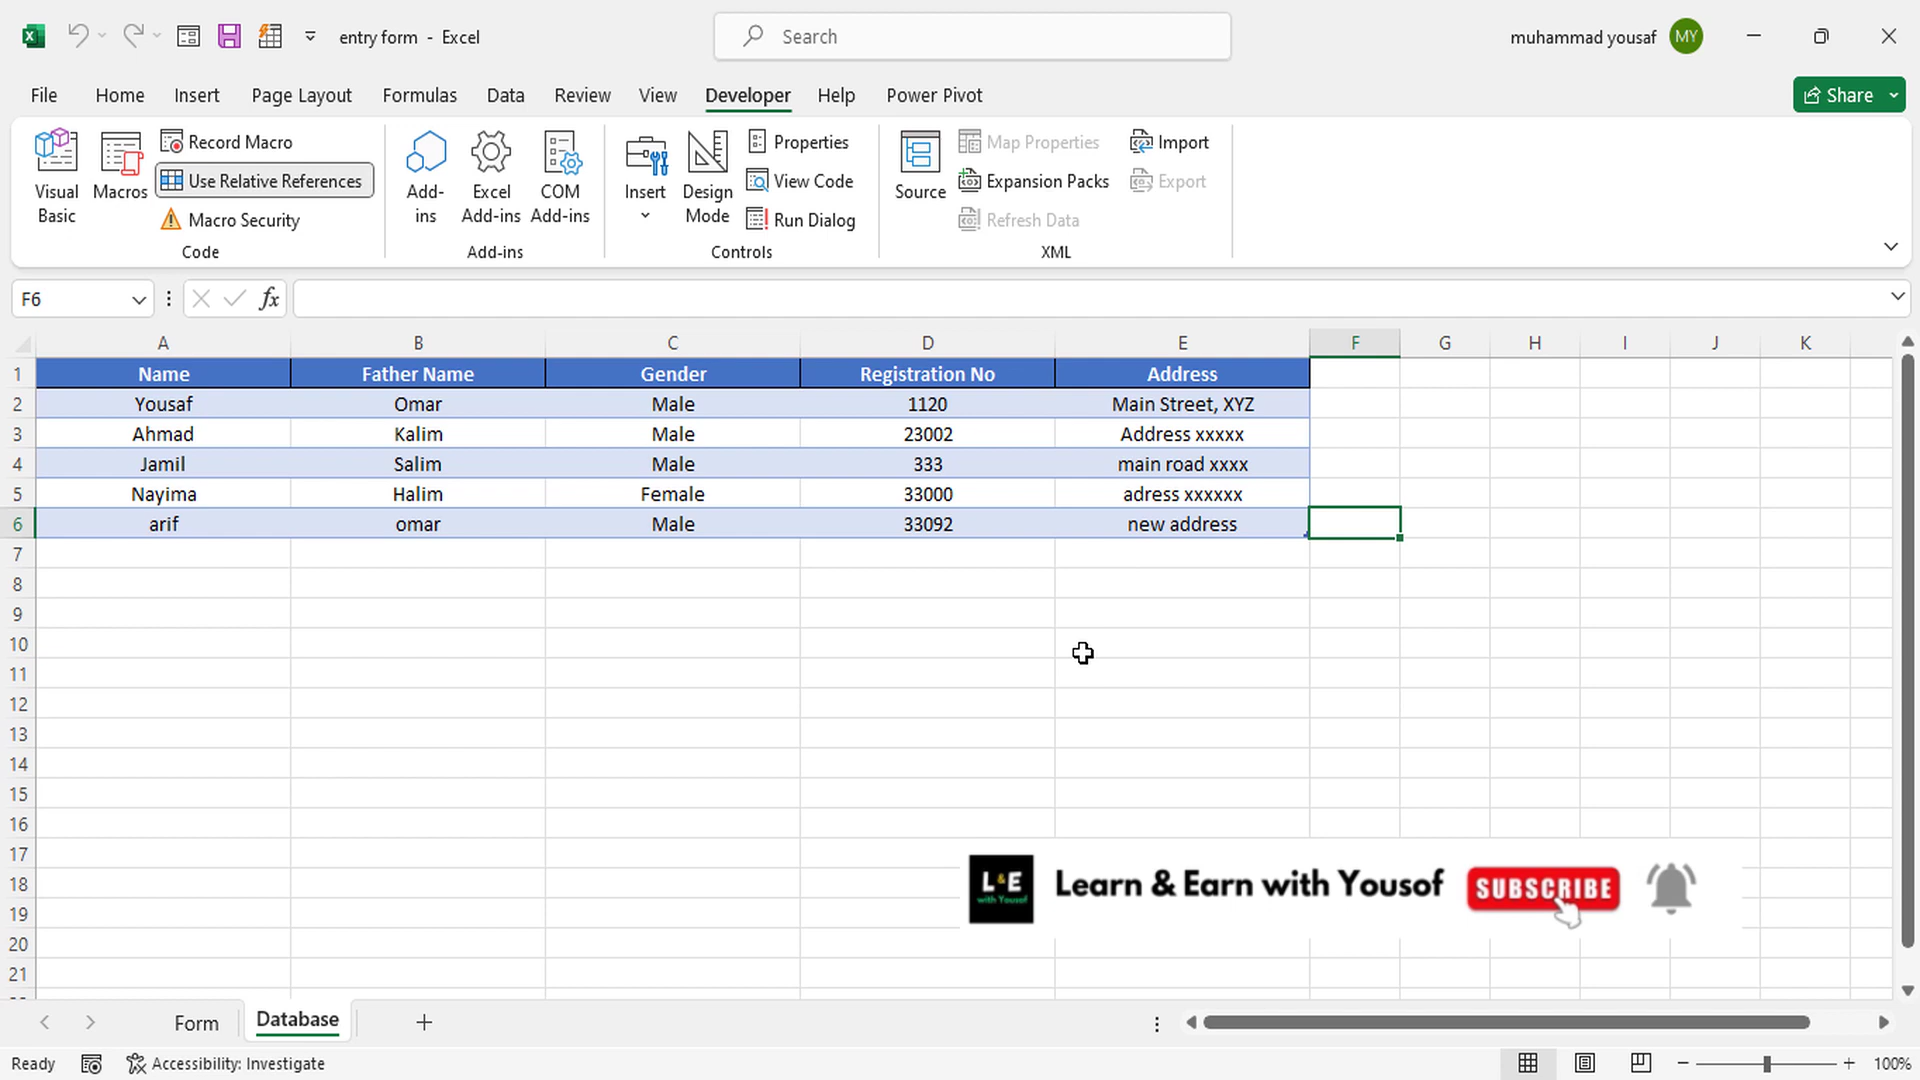 entry form - Excel
Search
muhammad yousaf MY
File Home Insert Page Layout Formulas Data Review View Developer Help Power Pivot
Share
Visual Basic
Macros
Record Macro
Use Relative References
Macro Security
Code
Add-ins
Excel Add-ins
COM Add-ins
Add-ins
Insert
Design Mode
Properties
View Code
Run Dialog
Controls
Source
Map Properties
Expansion Packs
Refresh Data
Import
Export
XML
F6
fx
A B C D E F G H I J K
1 Name Father Name Gender Registration No Address
2 Yousaf Omar Male 1120 Main Street, XYZ
3 Ahmad Kalim Male 23002 Address xxxxx
4 Jamil Salim Male 333 main road xxxx
5 Nayima Halim Female 33000 adress xxxxxx
6 arif omar Male 33092 new address
7
8
9
10
11
12
13
14
15
16
17
18
19
20
21
L&E with Yousof
Learn & Earn with Yousof
SUBSCRIBE
Form Database
Ready
Accessibility: Investigate
100%